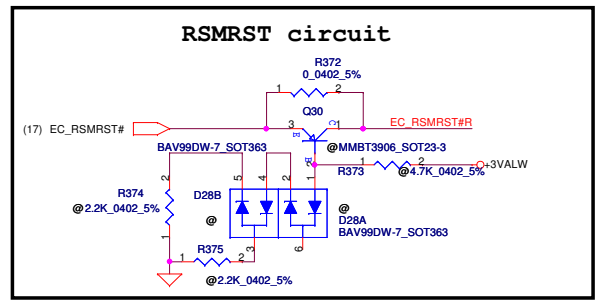 RSMRST circuit
R372
0_0402_5%
1 2
Q30
(17) EC_RSMRST# 3 1 EC_RSMRST#R
E C
@MMBT3906_SOT23-3
BAV99DW-7_SOT363 B
2 R373 1 2 +3VALW
@4.7K_0402_5%
2 5 4 2 1
R374 D28B
@2.2K_0402_5% @ @
D28A
BAV99DW-7_SOT363
1 R375 3 6
1 2
@2.2K_0402_5%